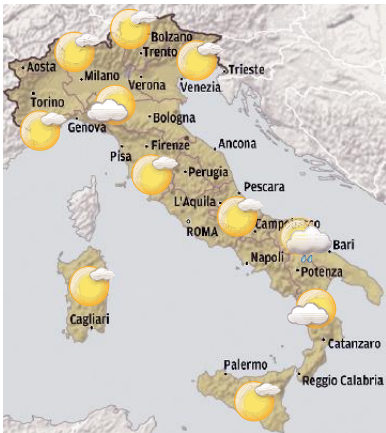 Bolzano
Trento
Aosta
Milano
Verona
Venezia
Trieste
Torino
Genova
Bologna
Pisa
Firenze
Ancona
Perugia
Pescara
L'Aquila
ROMA
Bari
Napoli
Potenza
Cagliari
Catanzaro
Palermo
Reggio Calabria